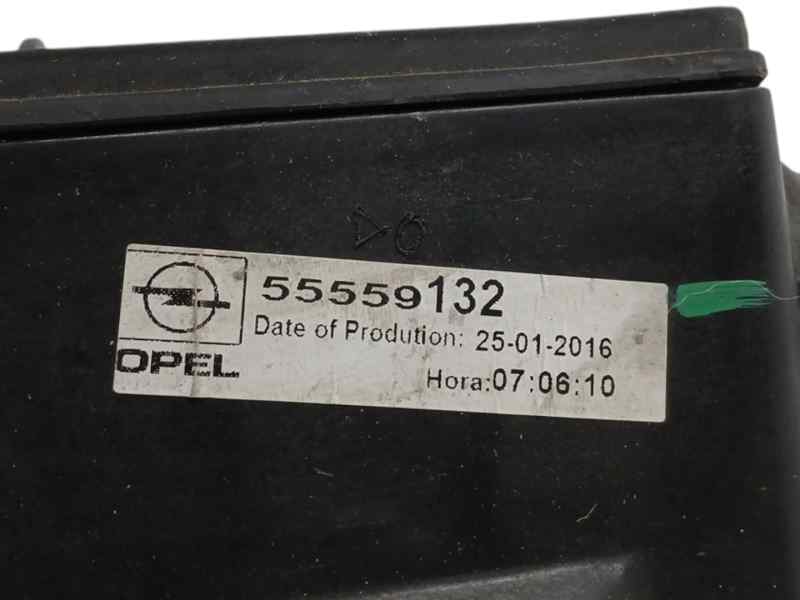 55559132
Date of Prodution: 25-01-2016
OPEL
Hora:07:06:10